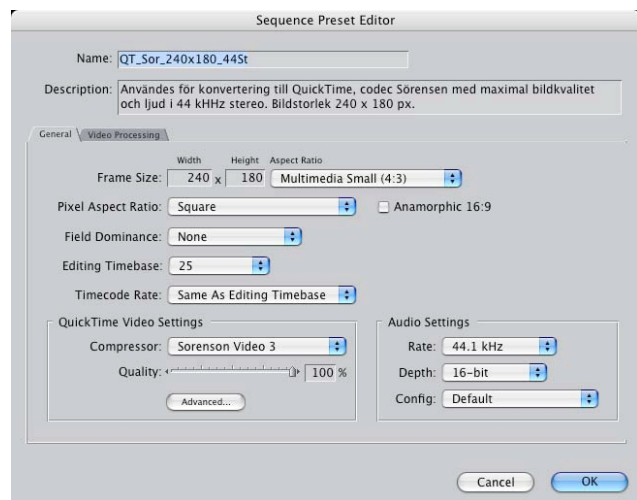 Sequence Preset Editor
Name: QT_Sor_240x180_44St
Description: Användes för konvertering till QuickTime, codec Sörensen med maximal bildkvalitet
och ljud i 44 kHHz stereo. Bildstorlek 240 x 180 px.
General Video Processing
Width Height Aspect Ratio
Frame Size: 240 x 180 Multimedia Small (4:3)
Pixel Aspect Ratio: Square Anamorphic 16:9
Field Dominance: None
Editing Timebase: 25
Timecode Rate: Same As Editing Timebase
QuickTime Video Settings
Compressor: Sorenson Video 3
Quality: 100 %
Advanced...
Audio Settings
Rate: 44.1 kHz
Depth: 16-bit
Config: Default
Cancel OK